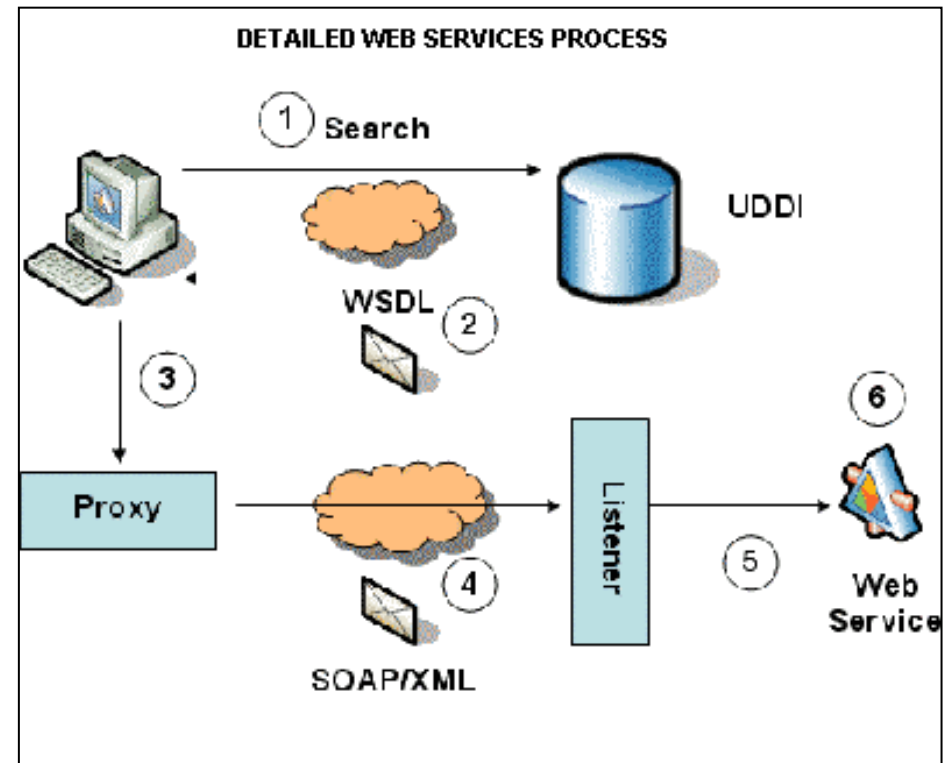 DETAILED WEB SERVICES PROCESS
1 Search
UDDI
WSDL 2
3
6
Proxy
Listener
4
5
Web
Service
SOAP/XML